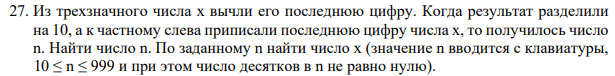 27. Из трехзначного числа x вычли его последнюю цифру. Когда результат разделили
на 10, а к частному слева приписали последнюю цифру числа x, то получилось число
n. Найти число n. По заданному n найти число x (значение n вводится с клавиатуры,
10 ≤ n ≤ 999 и при этом число десятков в n не равно нулю).